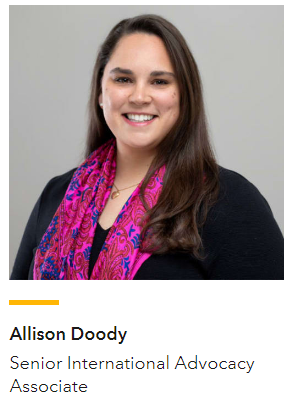 Allison Doody
Senior International Advocacy
Associate